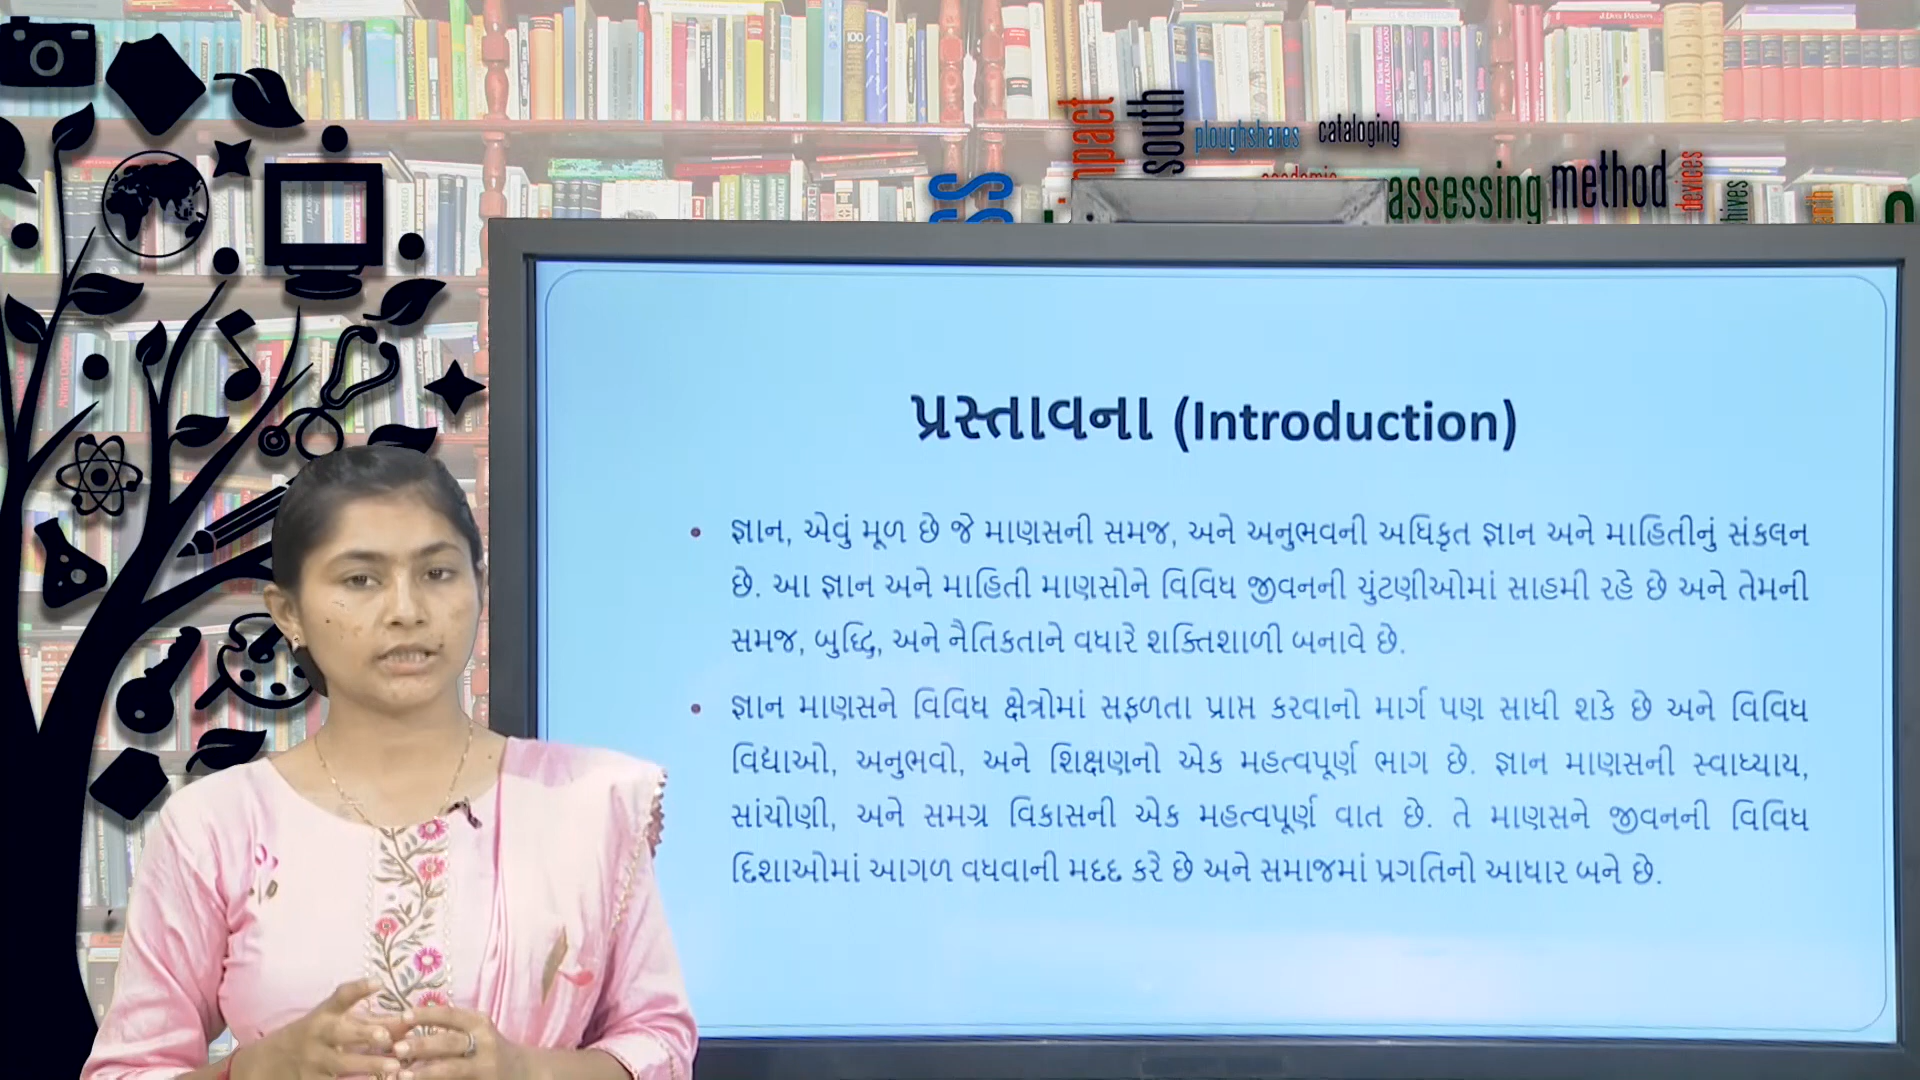 south
ploughshares
cataloging
assessing
method
devices
પ્રસ્તાવના (Introduction)
• જ્ઞાન, એવું મૂળ છે જે માણસની સમજ, અને અનુભવની અધિકૃત જ્ઞાન અને માહિતીનું સંકલન
છે. આ જ્ઞાન અને માહિતી માણસોને વિવિધ જીવનની ચુંટણીઓમાં સાહમી રહે છે અને તેમની
સમજ, બુદ્ધિ, અને નૈતિકતાને વધારે શક્તિશાળી બનાવે છે.
• જ્ઞાન માણસને વિવિધ ક્ષેત્રોમાં સફળતા પ્રાપ્ત કરવાનો માર્ગ પણ સાધી શકે છે અને વિવિધ
વિદ્યાઓ, અનુભવો, અને શિક્ષણનો એક મહત્વપૂર્ણ ભાગ છે. જ્ઞાન માણસની સ્વાધ્યાય,
સાંચોણી, અને સમગ્ર વિકાસની એક મહત્વપૂર્ણ વાત છે. તે માણસને જીવનની વિવિધ
દિશાઓમાં આગળ વધવાની મદદ કરે છે અને સમાજમાં પ્રગતિનો આધાર બને છે.